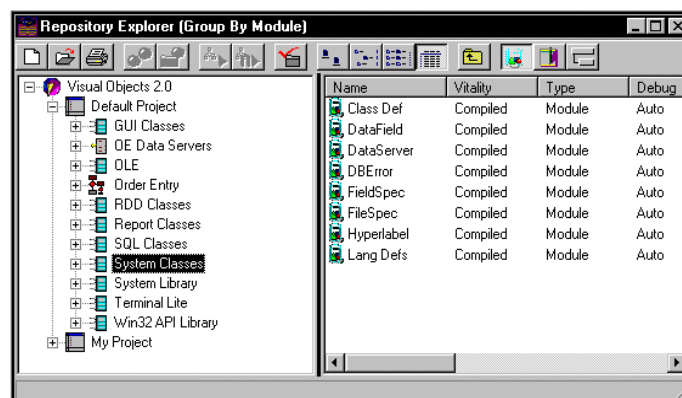 Repository Explorer (Group By Module)
Visual Objects 2.0
Default Project
GUI Classes
OE Data Servers
OLE
Order Entry
RDD Classes
Report Classes
SQL Classes
System Classes
System Library
Terminal Lite
Win32 API Library
My Project
Name Vitality Type Debug
Class Def Compiled Module Auto
DataField Compiled Module Auto
DataServer Compiled Module Auto
DBError Compiled Module Auto
FieldSpec Compiled Module Auto
FileSpec Compiled Module Auto
Hyperlabel Compiled Module Auto
Lang Defs Compiled Module Auto